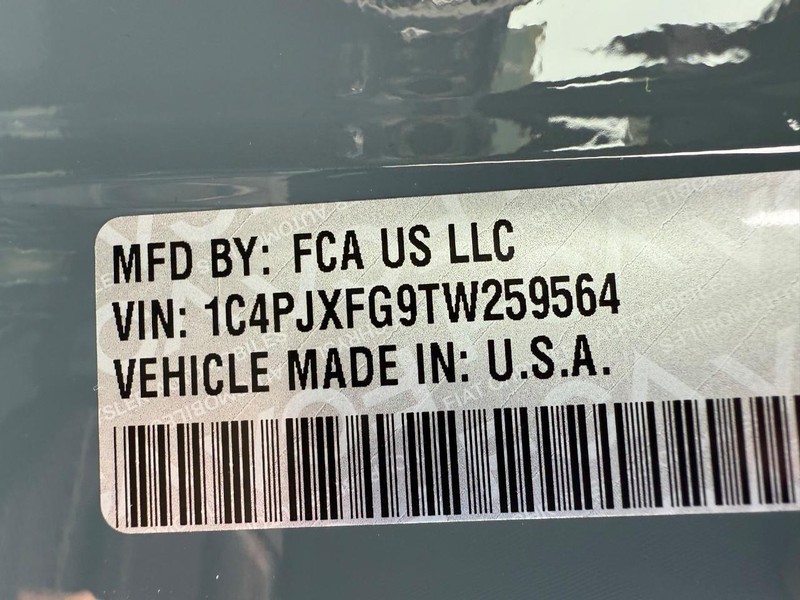 MFD BY: FCA US LLC
VIN: 1C4PJXFG9TW259564
VEHICLE MADE IN: U.S.A.